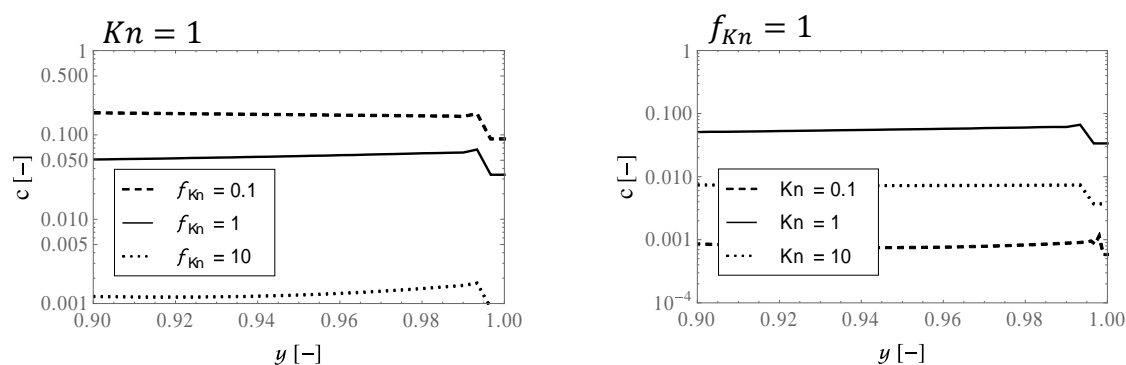 Kn = 1
1
0.500
0.100
0.050
0.010
0.005
0.001
c [−]
f_Kn = 0.1
f_Kn = 1
f_Kn = 10
0.90 0.92 0.94 0.96 0.98 1.00
y [−]
f_Kn = 1
1
0.100
0.010
0.001
10^−4
c [−]
Kn = 0.1
Kn = 1
Kn = 10
0.90 0.92 0.94 0.96 0.98 1.00
y [−]